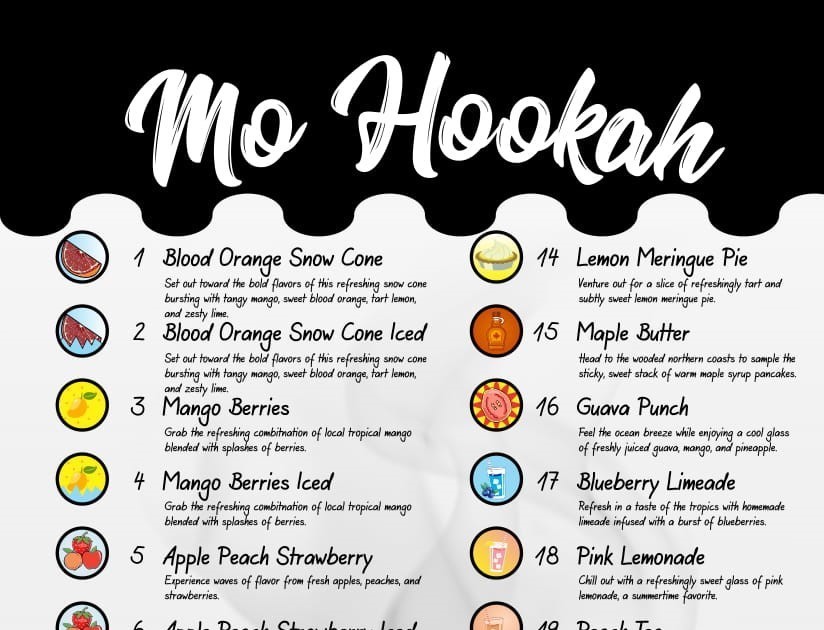 Mo Hookah
1 Blood Orange Snow Cone
Set out toward the bold flavors of this refreshing snow cone
bursting with tangy mango, sweet blood orange, tart lemon,
and zesty lime.
2 Blood Orange Snow Cone Iced
Set out toward the bold flavors of this refreshing snow cone
bursting with tangy mango, sweet blood orange, tart lemon,
and zesty lime.
3 Mango Berries
Grab the refreshing combitnation of local tropical mango
blended with splashes of berries.
4 Mango Berries Iced
Grab the refreshing combitnation of local tropical mango
blended with splashes of berries.
5 Apple Peach Strawberry
Experience waves of flavor from fresh apples, peaches, and
strawberries.
6 Apple Peach Strawberry Iced
14 Lemon Meringue Pie
Venture out for a slice of refreshingly tart and
subtly sweet lemon meringue pie.
15 Maple Butter
Head to the wooded northern coasts to sample the
sticky, sweet stack of warm maple syrup pancakes.
16 Guava Punch
Feel the ocean breeze while enjoying a cool glass
of freshly juiced guava, mango, and pineapple.
17 Blueberry Limeade
Refresh in a taste of the tropics with homemade
limeade infused with a burst of blueberries.
18 Pink Lemonade
Chill out with a refreshingly sweet glass of pink
lemonade, a summertime favorite.
19 Peach Tea